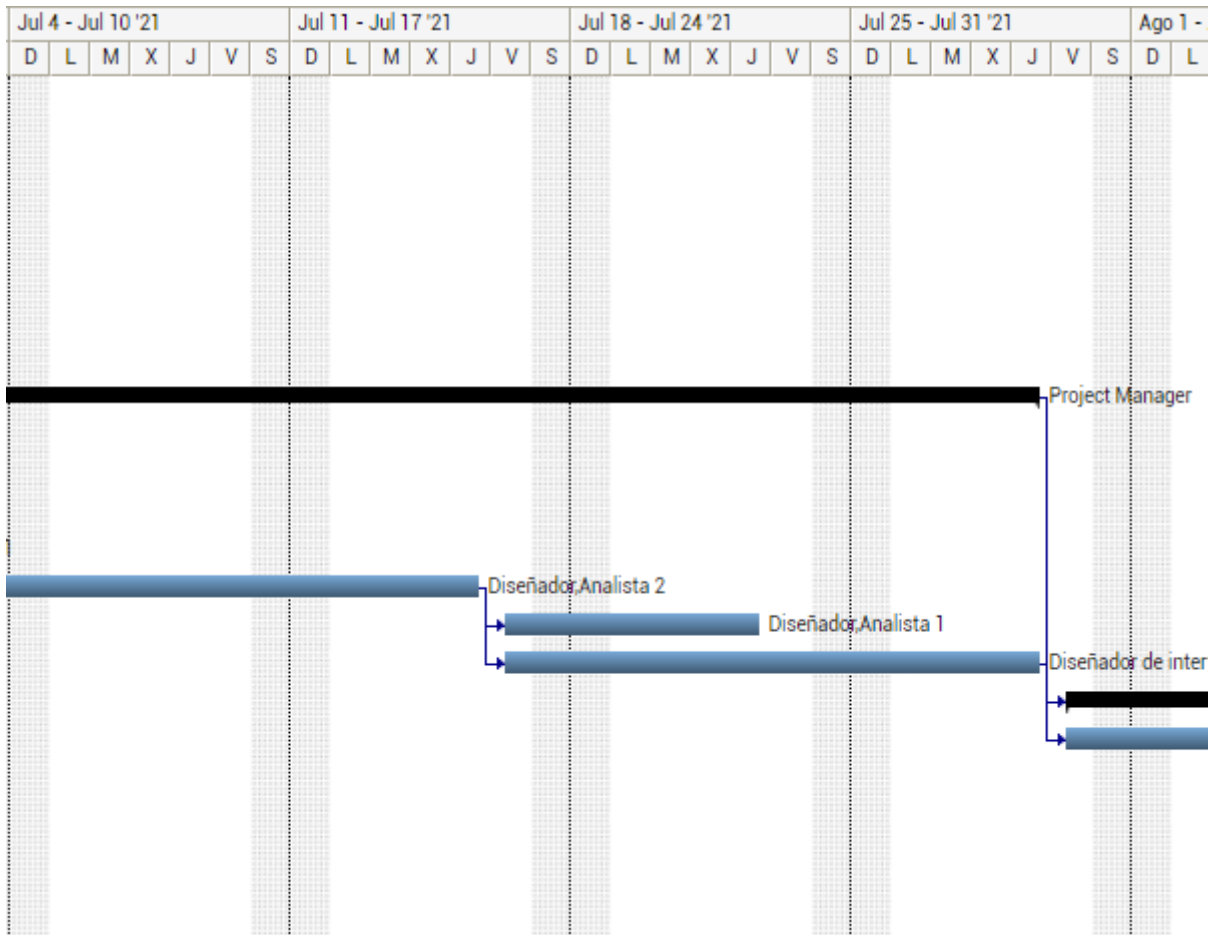 Jul 4 - Jul 10 '21 Jul 11 - Jul 17 '21 Jul 18 - Jul 24 '21 Jul 25 - Jul 31 '21 Ago 1 -
D L M X J V S D L M X J V S D L M X J V S D L M X J V S D L
Project Manager
Diseñador,Analista 2
Diseñador,Analista 1
Diseñador de inter